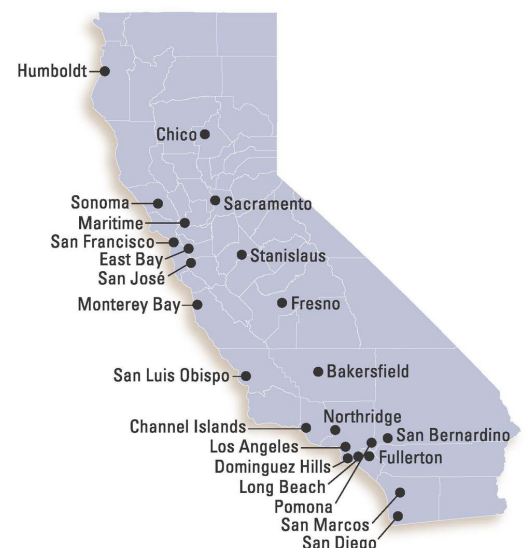 Humboldt
Chico
Sonoma
Sacramento
Maritime
San Francisco
East Bay
Stanislaus
San José
Monterey Bay
Fresno
San Luis Obispo
Bakersfield
Northridge
Channel Islands
San Bernardino
Los Angeles
Fullerton
Dominguez Hills
Long Beach
Pomona
San Marcos
San Diego